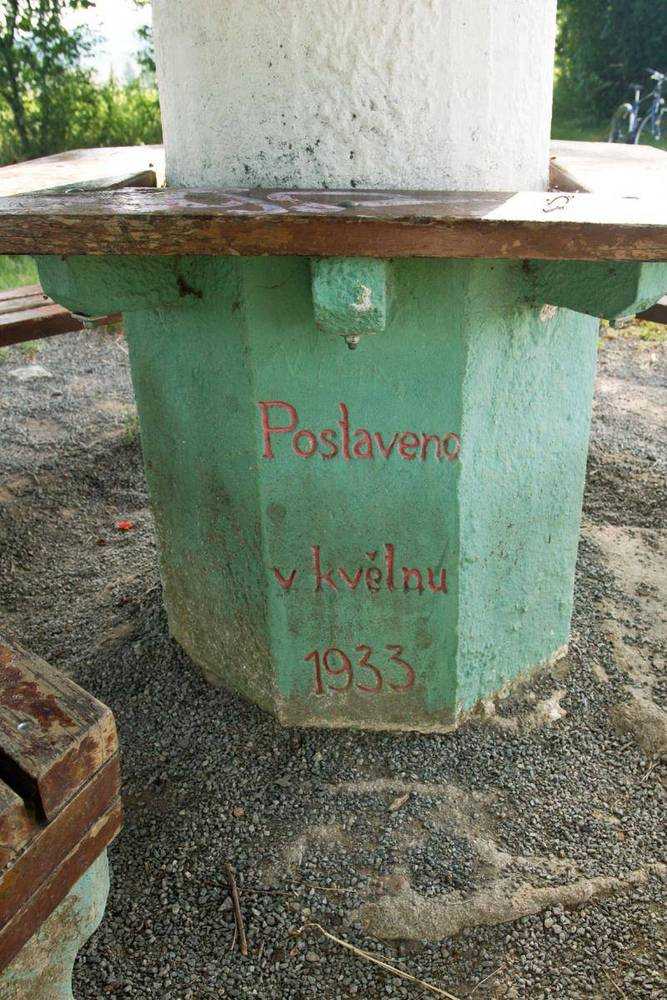 Postaveno
v květnu
1933